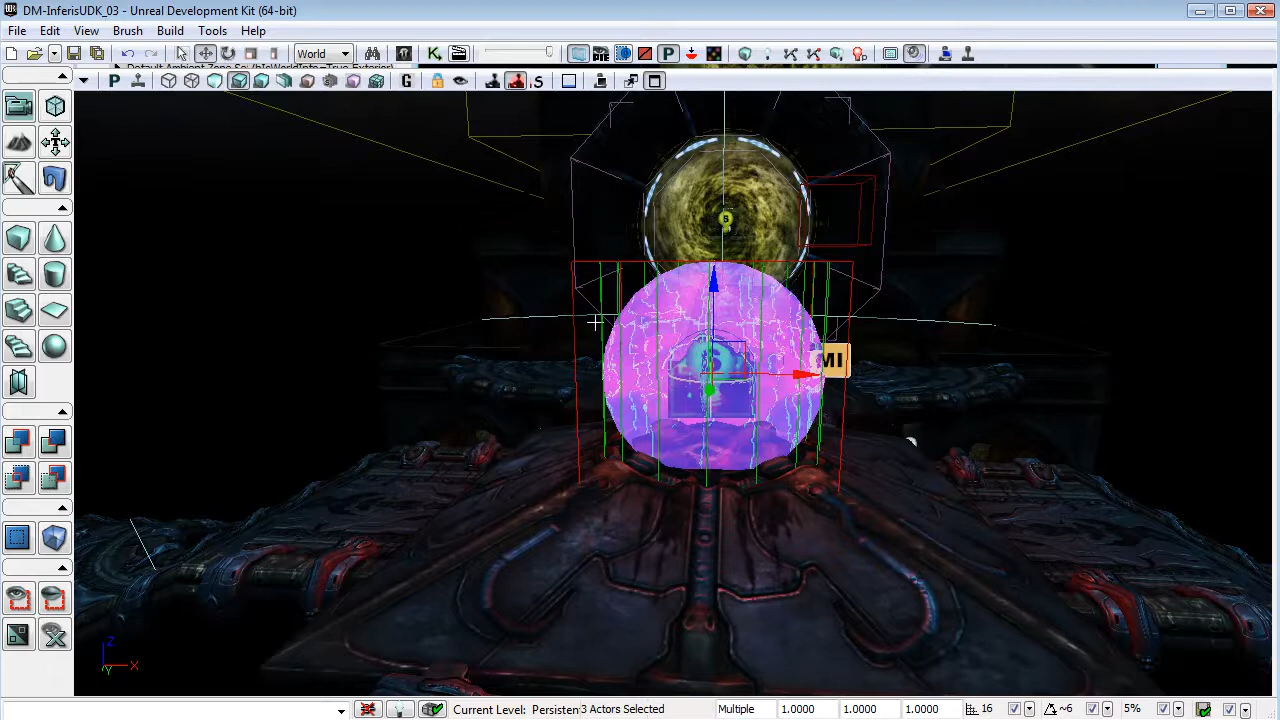 DM-InferisUDK_03 - Unreal Development Kit (64-bit)
File Edit View Brush Build Tools Help
World
PIE P
P G S
S
MI
Z
X
Y
Current Level: Persisten 3 Actors Selected Multiple 1.0000 1.0000 1.0000 16 ~6 5%